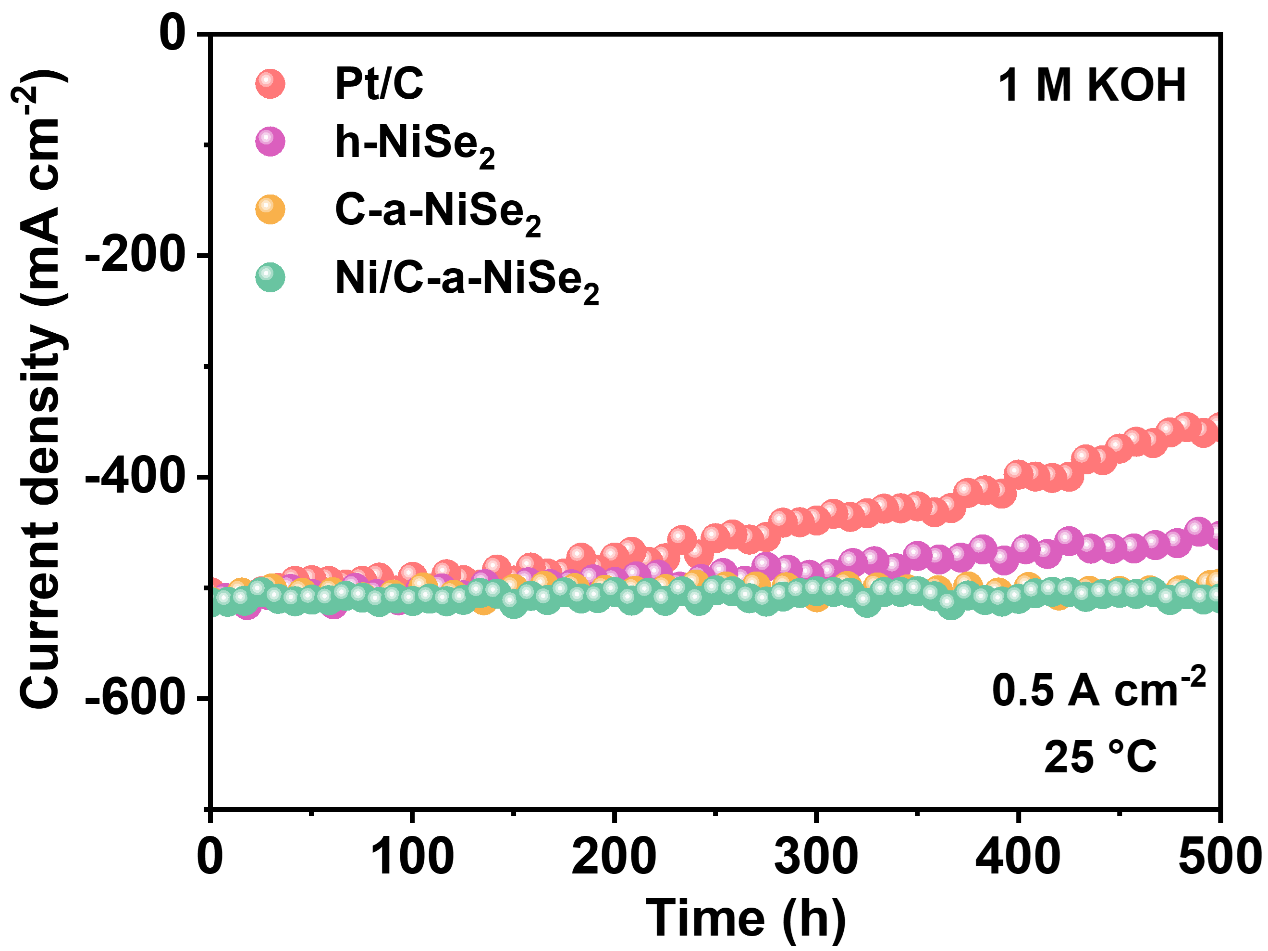 0
-200
-400
-600
Current density (mA cm⁻²)
Pt/C
h-NiSe₂
C-a-NiSe₂
Ni/C-a-NiSe₂
1 M KOH
0.5 A cm⁻²
25 °C
0 100 200 300 400 500
Time (h)